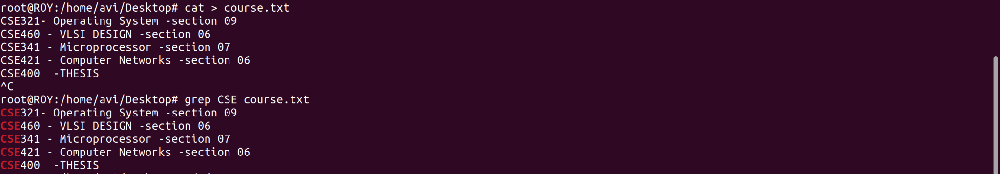 root@ROY:/home/avi/Desktop# cat > course.txt
CSE321- Operating System -section 09
CSE460 - VLSI DESIGN -section 06
CSE341 - Microprocessor -section 07
CSE421 - Computer Networks -section 06
CSE400  -THESIS
^C
root@ROY:/home/avi/Desktop# grep CSE course.txt
CSE321- Operating System -section 09
CSE460 - VLSI DESIGN -section 06
CSE341 - Microprocessor -section 07
CSE421 - Computer Networks -section 06
CSE400  -THESIS